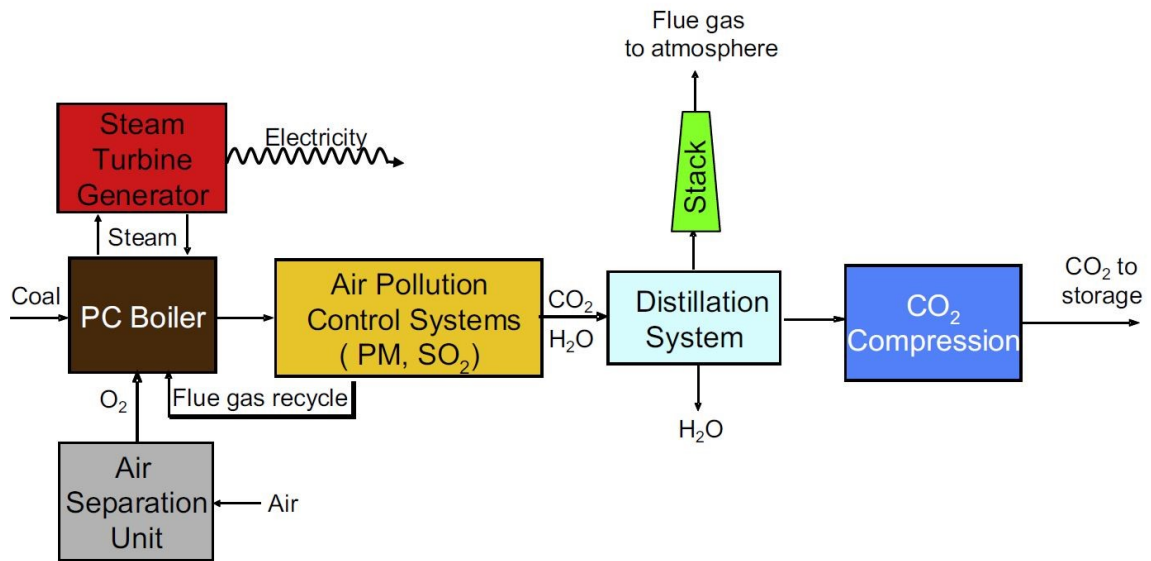 Flue gas
to atmosphere
Steam
Turbine
Generator
Electricity
Stack
Steam
Coal
PC Boiler
Air Pollution
Control Systems
( PM, SO₂)
CO₂
H₂O
Distillation
System
CO₂
Compression
CO₂ to
storage
O₂
Flue gas recycle
H₂O
Air
Separation
Unit
Air